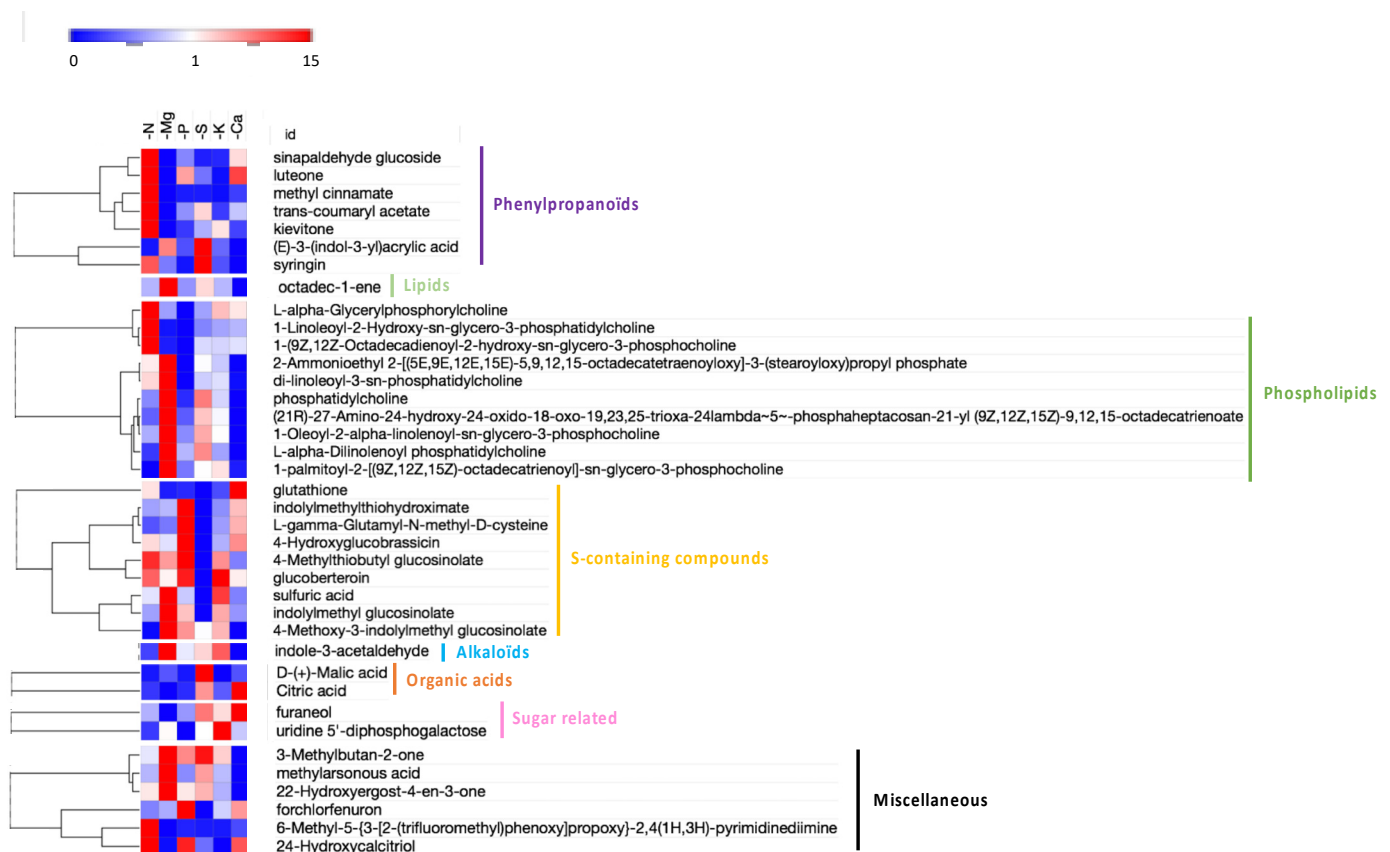 0 1 15
-N -Mg -P -S -K -Ca
id
sinapaldehyde glucoside
luteone
methyl cinnamate
trans-coumaryl acetate
kievitone
(E)-3-(indol-3-yl)acrylic acid
syringin
Phenylpropanoïds
octadec-1-ene
Lipids
L-alpha-Glycerylphosphorylcholine
1-Linoleoyl-2-Hydroxy-sn-glycero-3-phosphatidylcholine
1-(9Z,12Z-Octadecadienoyl-2-hydroxy-sn-glycero-3-phosphocholine
2-Ammonioethyl 2-[(5E,9E,12E,15E)-5,9,12,15-octadecatetraenoyloxy]-3-(stearoyloxy)propyl phosphate
di-linoleoyl-3-sn-phosphatidylcholine
phosphatidylcholine
(21R)-27-Amino-24-hydroxy-24-oxido-18-oxo-19,23,25-trioxa-24lambda~5~-phosphaheptacosan-21-yl (9Z,12Z,15Z)-9,12,15-octadecatrienoate
1-Oleoyl-2-alpha-linolenoyl-sn-glycero-3-phosphocholine
L-alpha-Dilinolenoyl phosphatidylcholine
1-palmitoyl-2-[(9Z,12Z,15Z)-octadecatrienoyl]-sn-glycero-3-phosphocholine
Phospholipids
glutathione
indolylmethylthiohydroximate
L-gamma-Glutamyl-N-methyl-D-cysteine
4-Hydroxyglucobrassicin
4-Methylthiobutyl glucosinolate
glucoberteroin
sulfuric acid
indolylmethyl glucosinolate
4-Methoxy-3-indolylmethyl glucosinolate
S-containing compounds
indole-3-acetaldehyde
Alkaloïds
D-(+)-Malic acid
Citric acid
Organic acids
furaneol
uridine 5'-diphosphogalactose
Sugar related
3-Methylbutan-2-one
methylarsonous acid
22-Hydroxyergost-4-en-3-one
forchlorfenuron
6-Methyl-5-{3-[2-(trifluoromethyl)phenoxy]propoxy}-2,4(1H,3H)-pyrimidinediimine
24-Hydroxycalcitriol
Miscellaneous